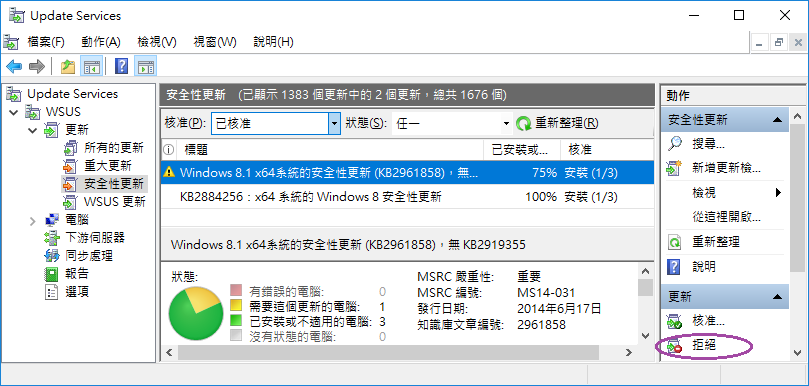 Update Services
檔案(F) 動作(A) 檢視(V) 視窗(W) 說明(H)
Update Services
WSUS
更新
所有的更新
重大更新
安全性更新
WSUS 更新
電腦
下游伺服器
同步處理
報告
選項
安全性更新 (已顯示 1383 個更新中的 2 個更新，總共 1676 個)
核准(P): 已核准 狀態(S): 任一 重新整理(R)
標題 已安裝或... 核准
Windows 8.1 x64系統的安全性更新 (KB2961858)，無... 75% 安裝 (1/3)
KB2884256：x64 系統的 Windows 8 安全性更新 100% 安裝 (1/3)
Windows 8.1 x64系統的安全性更新 (KB2961858)，無 KB2919355
狀態:
有錯誤的電腦: 0
需要這個更新的電腦: 1
已安裝或不適用的電腦: 3
沒有狀態的電腦: 0
MSRC 嚴重性: 重要
MSRC 編號: MS14-031
發行日期: 2014年6月17日
知識庫文章編號: 2961858
動作
安全性更新
搜尋...
新增更新檢...
檢視
從這裡開啟...
重新整理
說明
更新
核准...
拒絕